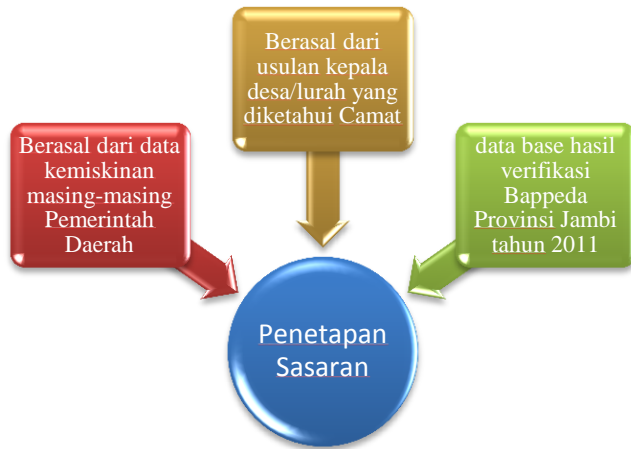 Berasal dari
usulan kepala
desa/lurah yang
diketahui Camat
Berasal dari data
kemiskinan
masing-masing
Pemerintah
Daerah
data base hasil
verifikasi
Bappeda
Provinsi Jambi
tahun 2011
Penetapan
Sasaran